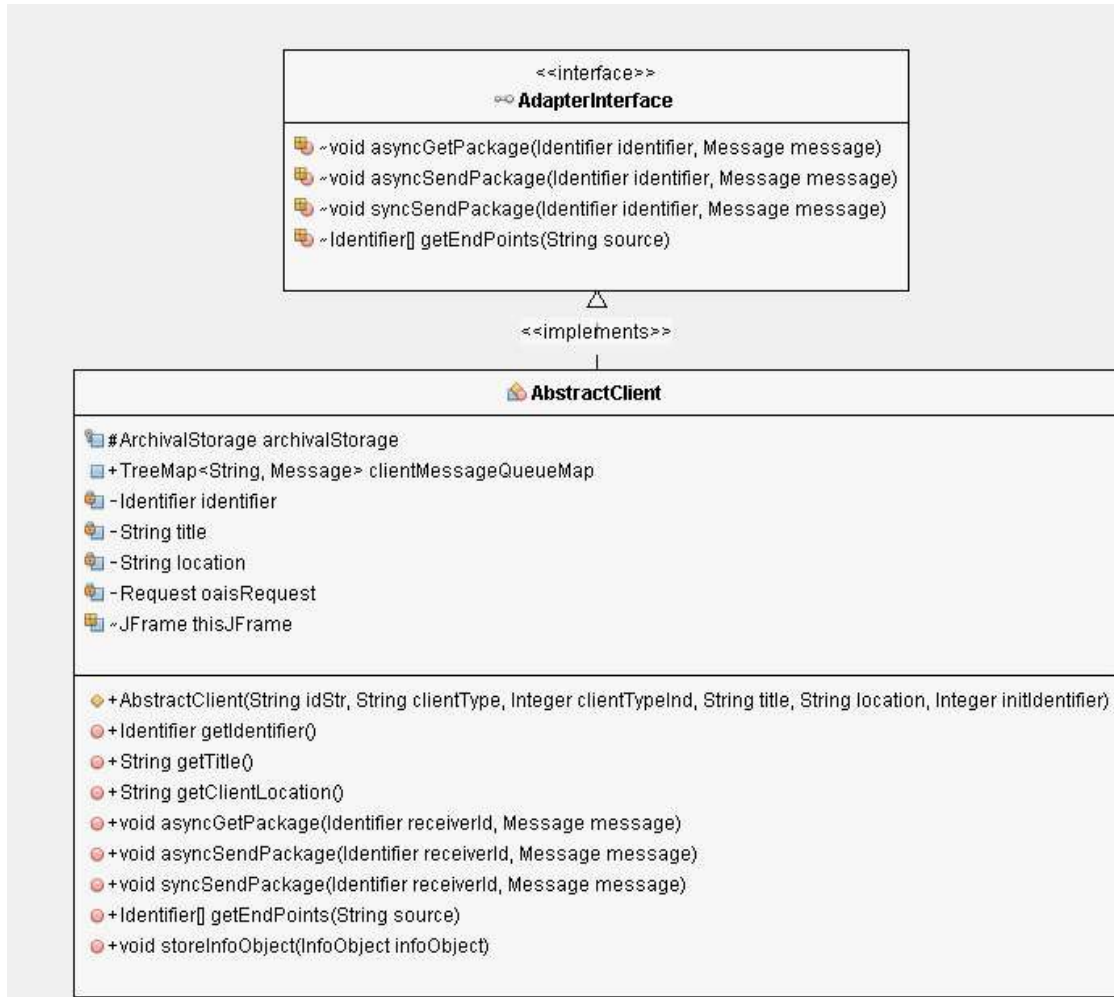 <<interface>>
AdapterInterface
~void asyncGetPackage(Identifier identifier, Message message)
~void asyncSendPackage(Identifier identifier, Message message)
~void syncSendPackage(Identifier identifier, Message message)
~Identifier[] getEndPoints(String source)
<<implements>>
AbstractClient
#ArchivalStorage archivalStorage
+TreeMap<String, Message> clientMessageQueueMap
-Identifier identifier
-String title
-String location
-Request oaisRequest
~JFrame thisJFrame
+AbstractClient(String idStr, String clientType, Integer clientTypeInd, String title, String location, Integer initIdentifier)
+Identifier getIdentifier()
+String getTitle()
+String getClientLocation()
+void asyncGetPackage(Identifier receiverId, Message message)
+void asyncSendPackage(Identifier receiverId, Message message)
+void syncSendPackage(Identifier receiverId, Message message)
+Identifier[] getEndPoints(String source)
+void storeInfoObject(InfoObject infoObject)